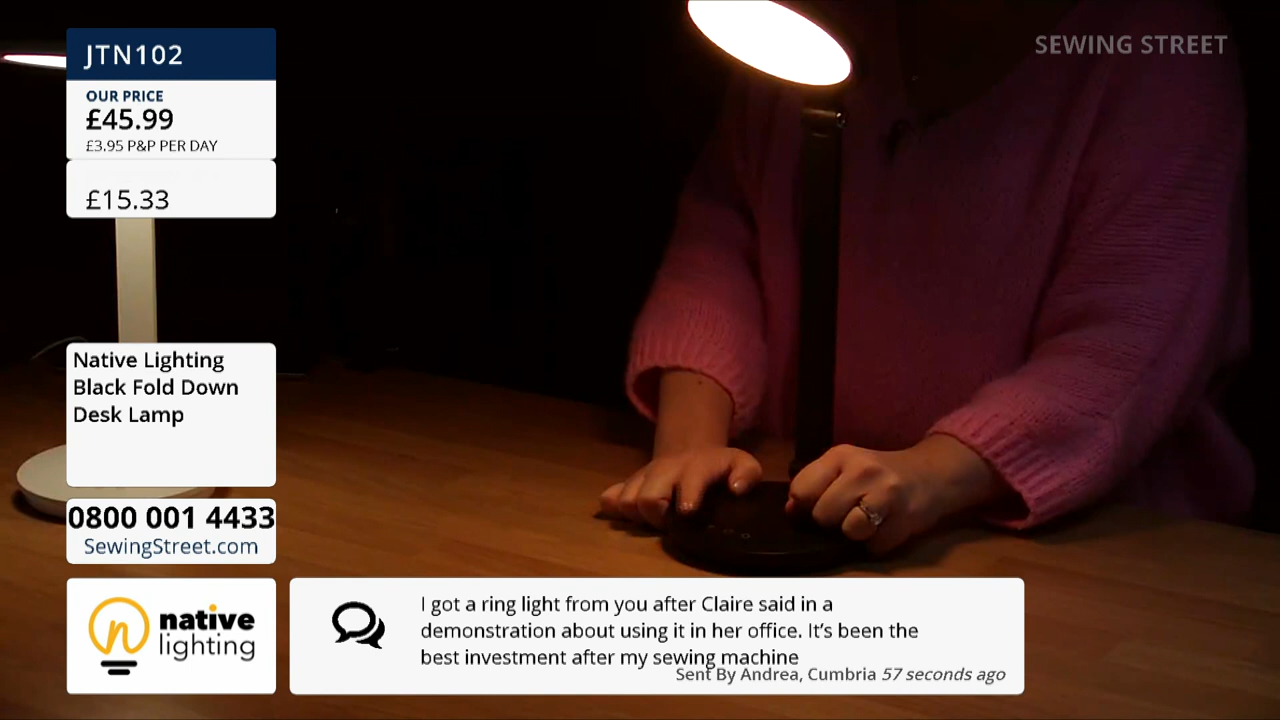 JTN102
OUR PRICE
£45.99
£3.95 P&P PER DAY
£15.33
Native Lighting
Black Fold Down
Desk Lamp
0800 001 4433
SewingStreet.com
native
lighting
SEWING STREET
I got a ring light from you after Claire said in a
demonstration about using it in her office. It's been the
best investment after my sewing machine
Sent By Andrea, Cumbria 57 seconds ago